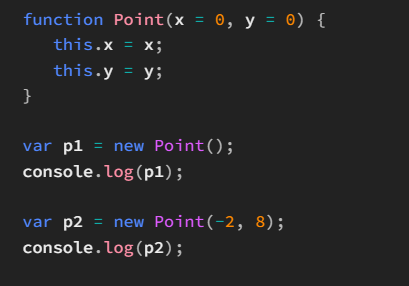 function Point(x = 0, y = 0) {
   this.x = x;
   this.y = y;
}

var p1 = new Point();
console.log(p1);

var p2 = new Point(-2, 8);
console.log(p2);